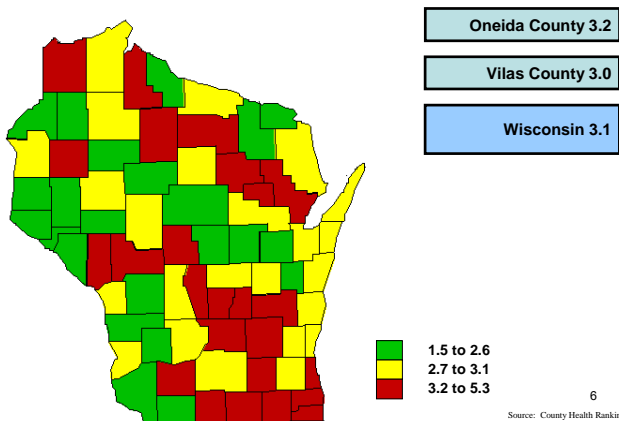 Oneida County 3.2
Vilas County 3.0
Wisconsin 3.1
1.5 to 2.6
2.7 to 3.1
3.2 to 5.3
6
Source: County Health Rankin